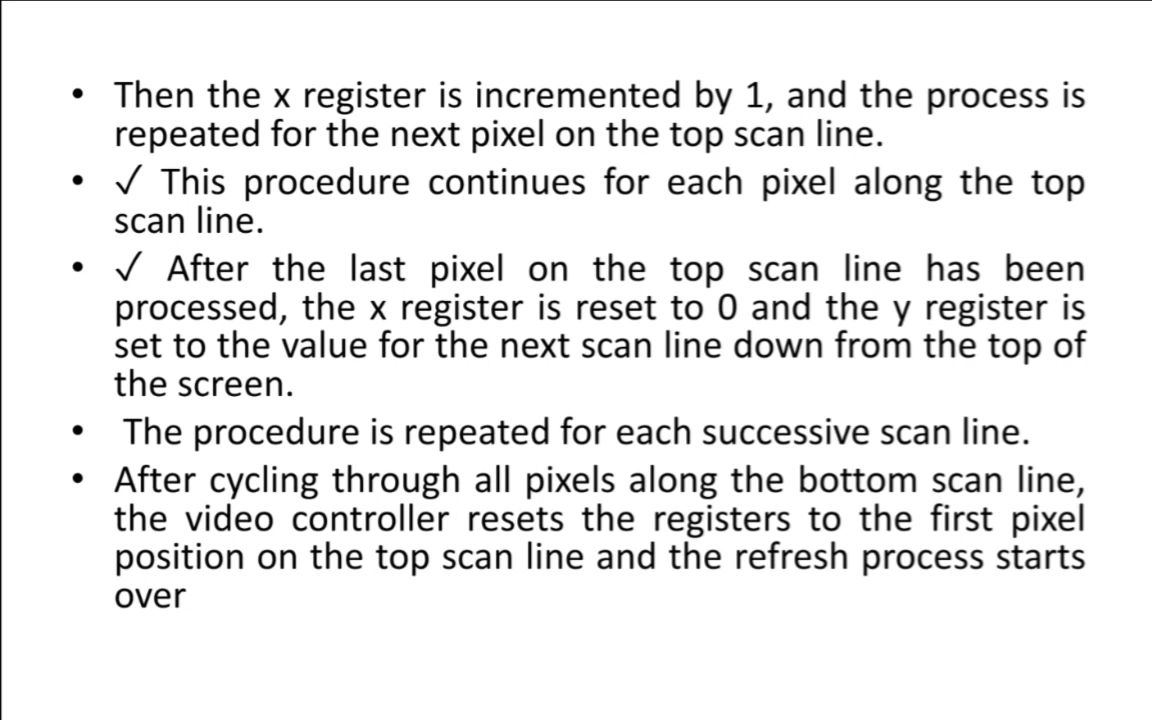 • Then the x register is incremented by 1, and the process is
repeated for the next pixel on the top scan line.
• ✓ This procedure continues for each pixel along the top
scan line.
• ✓ After the last pixel on the top scan line has been
processed, the x register is reset to 0 and the y register is
set to the value for the next scan line down from the top of
the screen.
• The procedure is repeated for each successive scan line.
• After cycling through all pixels along the bottom scan line,
the video controller resets the registers to the first pixel
position on the top scan line and the refresh process starts
over